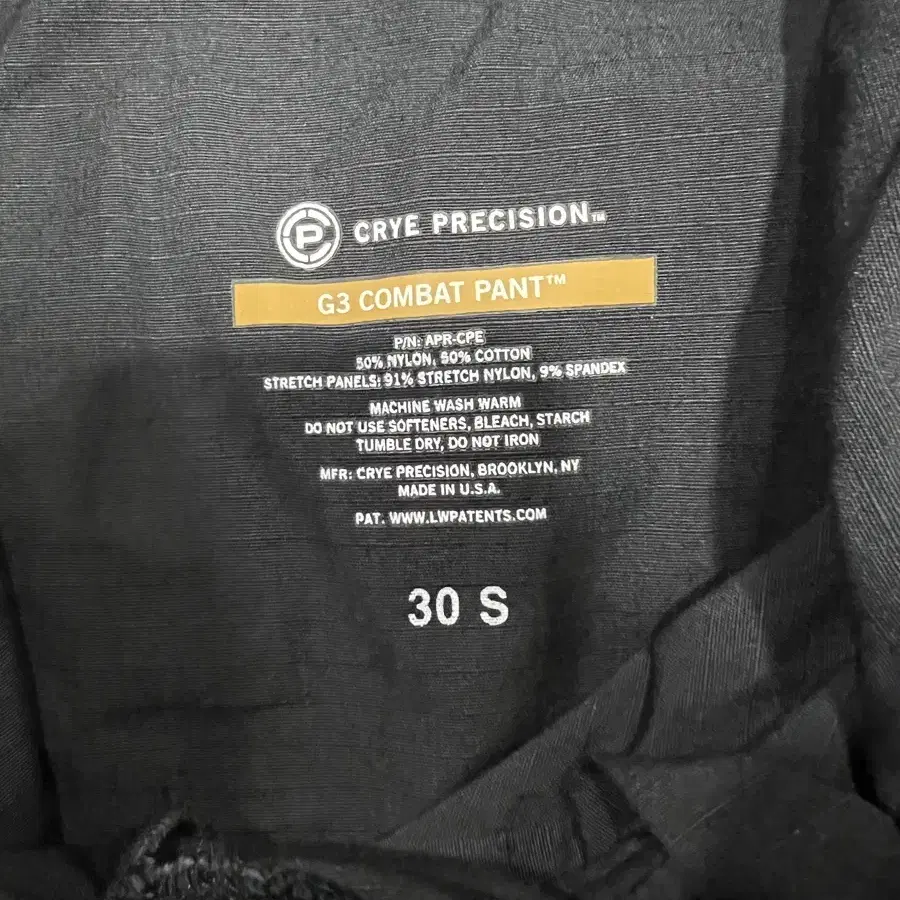 CP CRYE PRECISION™
G3 COMBAT PANT™
P/N: APR-CPE
50% NYLON, 50% COTTON
STRETCH PANELS: 91% STRETCH NYLON, 9% SPANDEX
MACHINE WASH WARM
DO NOT USE SOFTENERS, BLEACH, STARCH
TUMBLE DRY, DO NOT IRON
MFR: CRYE PRECISION, BROOKLYN, NY
MADE IN U.S.A.
PAT. WWW.LWPATENTS.COM
30 S